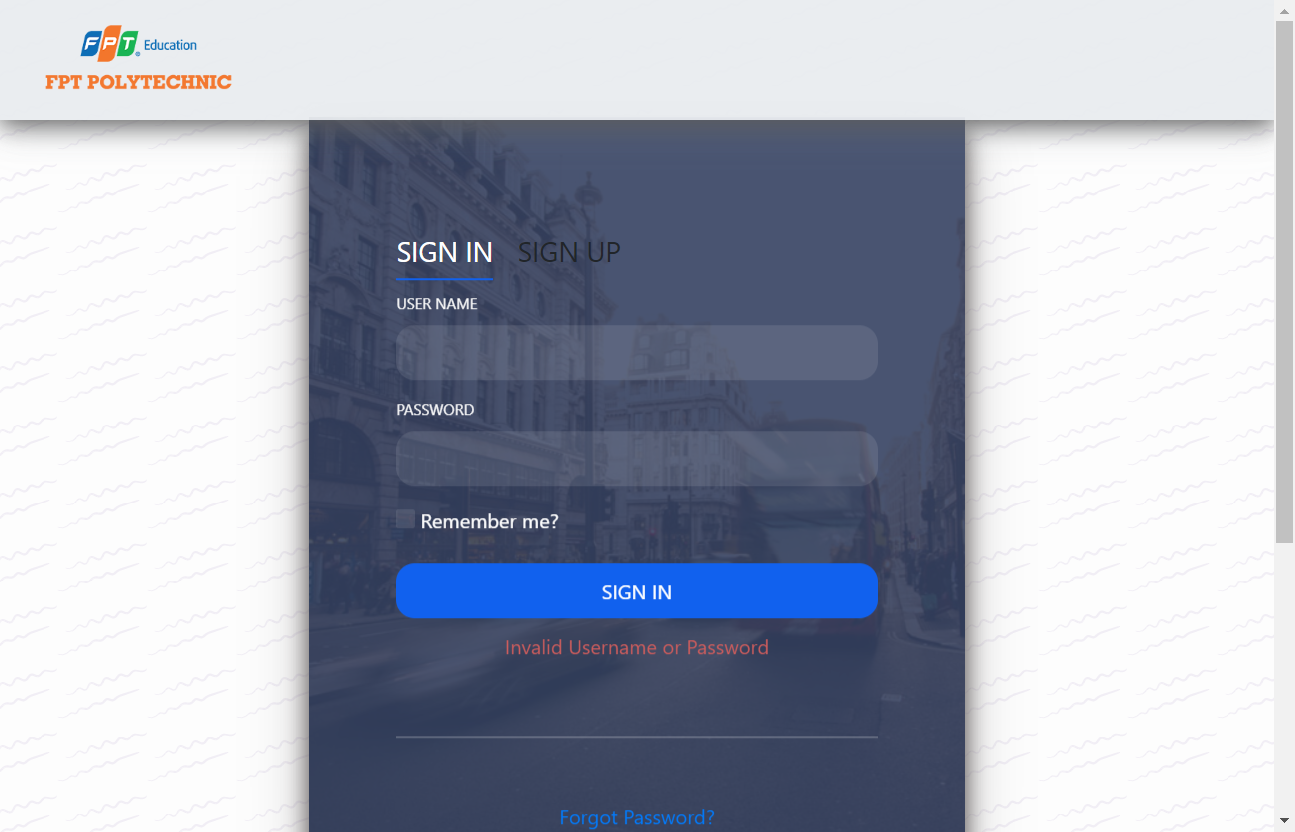 FPT Education
FPT POLYTECHNIC
SIGN IN SIGN UP
USER NAME
PASSWORD
Remember me?
SIGN IN
Invalid Username or Password
Forgot Password?